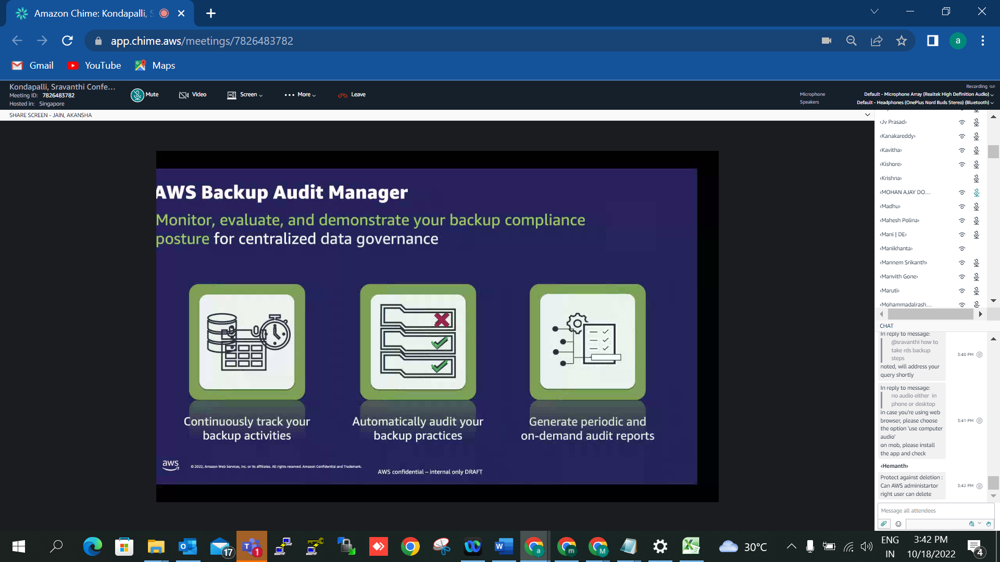 Amazon Chime: Kondapalli, S
app.chime.aws/meetings/7826483782
a
Gmail
YouTube
Maps
Kondapalli, Sravanthi Confe...
Meeting ID: 7826483782
Hosted in: Singapore
Mute
Video
Screen
More
Leave
Recording
Microphone
Default - Microphone Array (Realtek High Definition Audio)
Speakers
Default - Headphones (OnePlus Nord Buds Stereo) (Bluetooth)
SHARE SCREEN - JAIN, AKANSHA
AWS Backup Audit Manager
Monitor, evaluate, and demonstrate your backup compliance
posture for centralized data governance
Continuously track your
backup activities
Automatically audit your
backup practices
Generate periodic and
on-demand audit reports
aws
© 2022, Amazon Web Services, Inc. or its affiliates. All rights reserved. Amazon Confidential and Trademark.
AWS confidential – internal only DRAFT
‹Jv Prasad›
‹Kanakareddy›
‹Kavitha›
‹Kishore›
‹Krishna›
‹MOHAN AJAY DO...
‹Madhu›
‹Mahesh Polina›
‹Mani | DE›
‹Manikhanta›
‹Mannem Srikanth›
‹Manvith Gone›
‹Maruti›
‹Mohammadalrash...
CHAT
In reply to message:
@sravanthi how to
take rds backup
steps
noted, will address your
query shortly
3:40 PM
In reply to message:
no audio either in
phone or desktop
in case you're using web
browser, please choose
the option 'use computer
audio'
on mob, please install
the app and check
3:41 PM
‹Hemanth›
Protect against deletion :
Can AWS administartor
right user can delete
3:42 PM
Message all attendees
17
1
a
m
M
30°C
ENG
IN
3:42 PM
10/18/2022
4